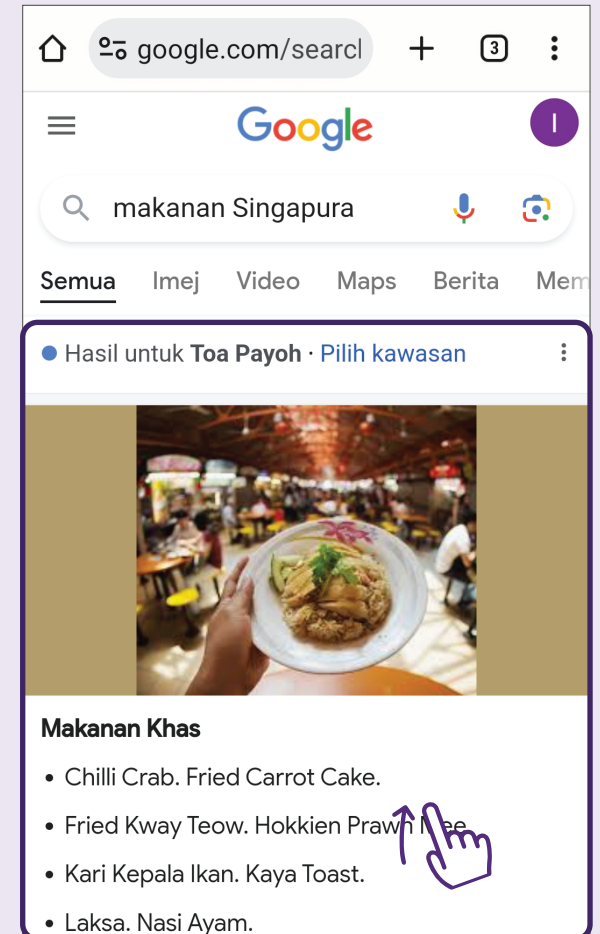 google.com/search
3
Google
I
makanan Singapura
Semua Imej Video Maps Berita Mem
Hasil untuk Toa Payoh · Pilih kawasan
Makanan Khas
• Chilli Crab. Fried Carrot Cake.
• Fried Kway Teow. Hokkien Prawn Mee.
• Kari Kepala Ikan. Kaya Toast.
• Laksa. Nasi Ayam.